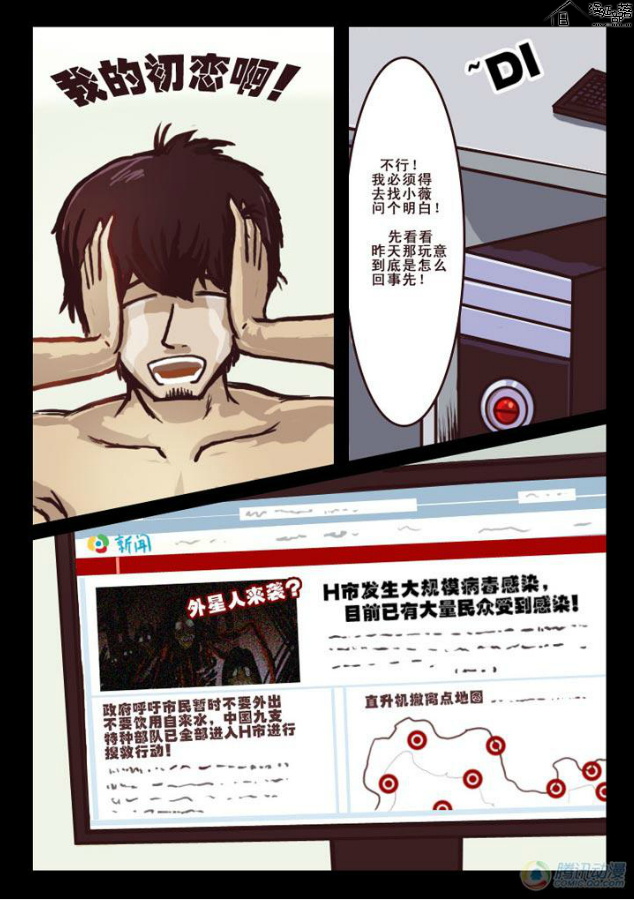 我的初恋啊！
~DI
不行！
我必须得
去找小薇
问个明白！
先看看
昨天那玩意
到底是怎么
回事先！
新闻
外星人来袭？
H市发生大规模病毒感染，
目前已有大量民众受到感染！
政府呼吁市民暂时不要外出
不要饮用自来水，中国九支
特种部队已全部进入H市进行
搜救行动！
直升机撤离点地图
腾讯动漫